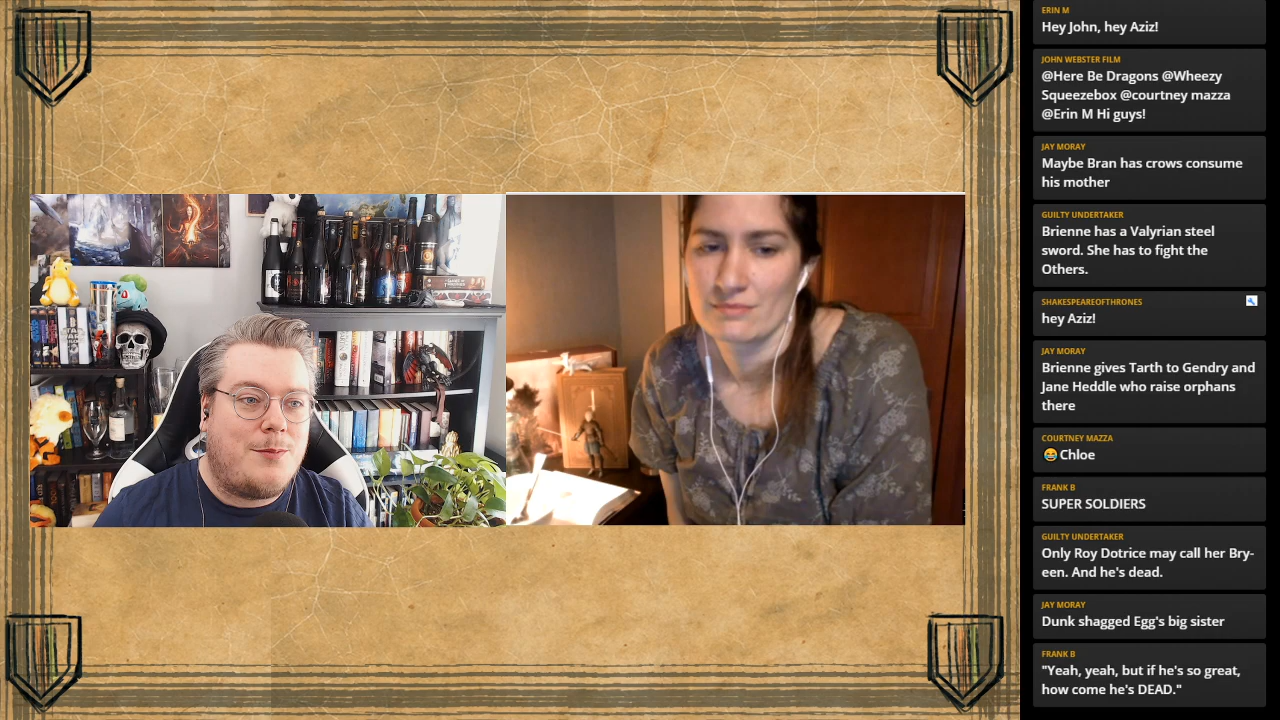 ERIN M
Hey John, hey Aziz!
JOHN WEBSTER FILM
@Here Be Dragons @Wheezy
Squeezebox @courtney mazza
@Erin M Hi guys!
JAY MORAY
Maybe Bran has crows consume
his mother
GUILTY UNDERTAKER
Brienne has a Valyrian steel
sword. She has to fight the
Others.
SHAKESPEAREOFTHRONES
hey Aziz!
JAY MORAY
Brienne gives Tarth to Gendry and
Jane Heddle who raise orphans
there
COURTNEY MAZZA
😂Chloe
FRANK B
SUPER SOLDIERS
GUILTY UNDERTAKER
Only Roy Dotrice may call her Bry-
een. And he's dead.
JAY MORAY
Dunk shagged Egg's big sister
FRANK B
"Yeah, yeah, but if he's so great,
how come he's DEAD."